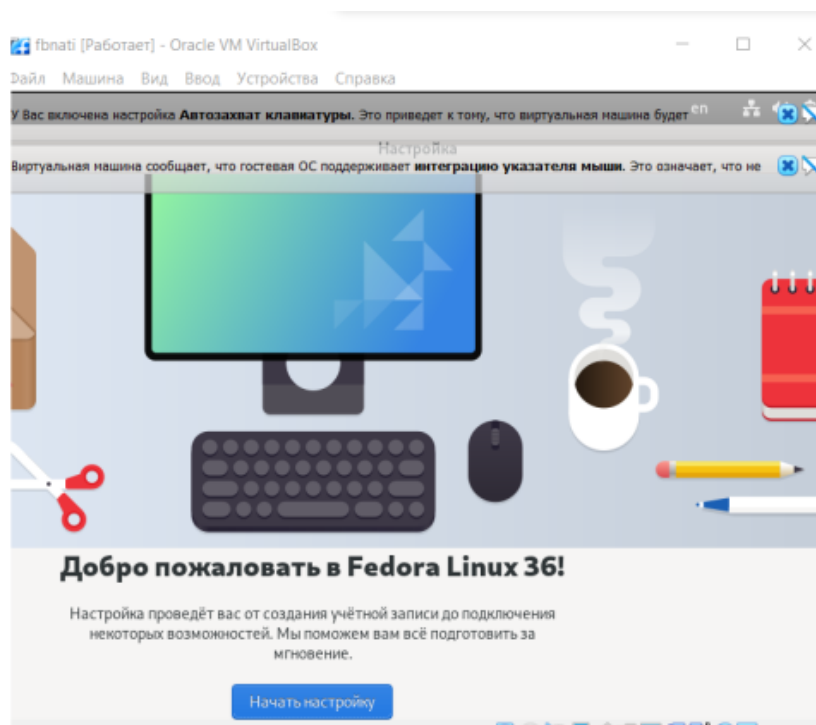 fbnati [Работает] - Oracle VM VirtualBox
Файл Машина Вид Ввод Устройства Справка
У Вас включена настройка Автозахват клавиатуры. Это приведет к тому, что виртуальная машина будет en
Настройка
Виртуальная машина сообщает, что гостевая ОС поддерживает интеграцию указателя мыши. Это означает, что не
Добро пожаловать в Fedora Linux 36!
Настройка проведёт вас от создания учётной записи до подключения
некоторых возможностей. Мы поможем вам всё подготовить за
мгновение.
Начать настройку